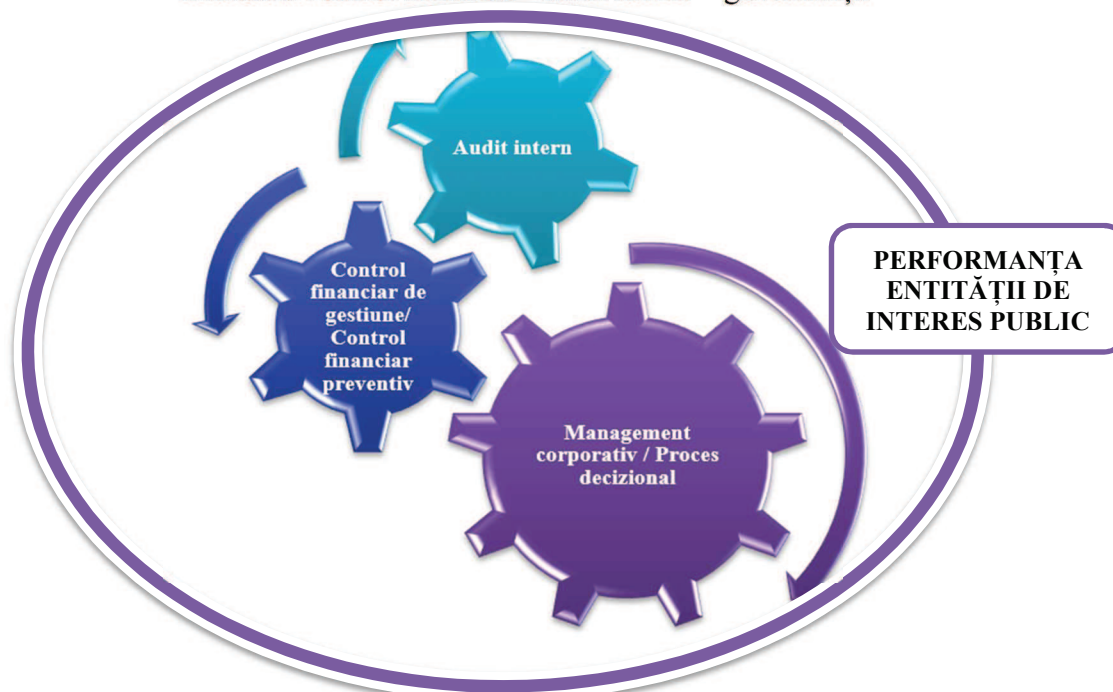 Audit intern
Control
financiar de
gestiune/
Control
financiar
preventiv
Management
corporativ / Proces
decizional
PERFORMANȚA
ENTITĂȚII DE
INTERES PUBLIC